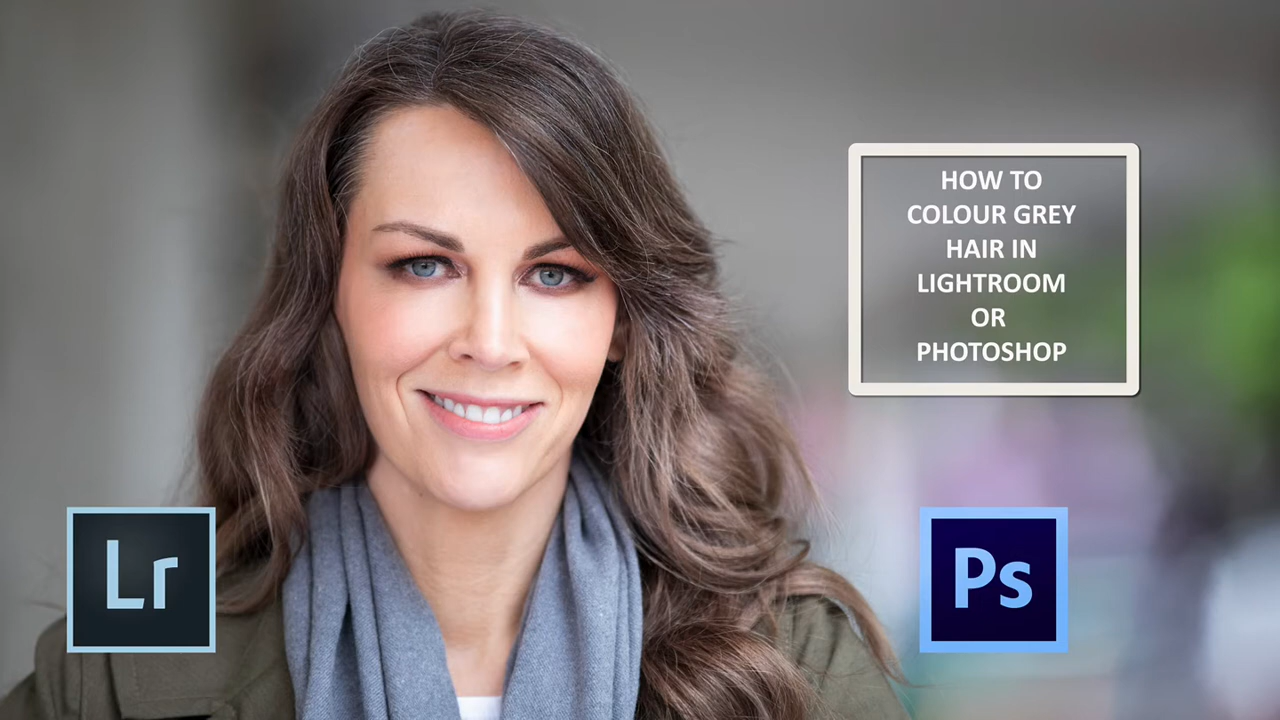 HOW TO
COLOUR GREY
HAIR IN
LIGHTROOM
OR
PHOTOSHOP
Lr
Ps